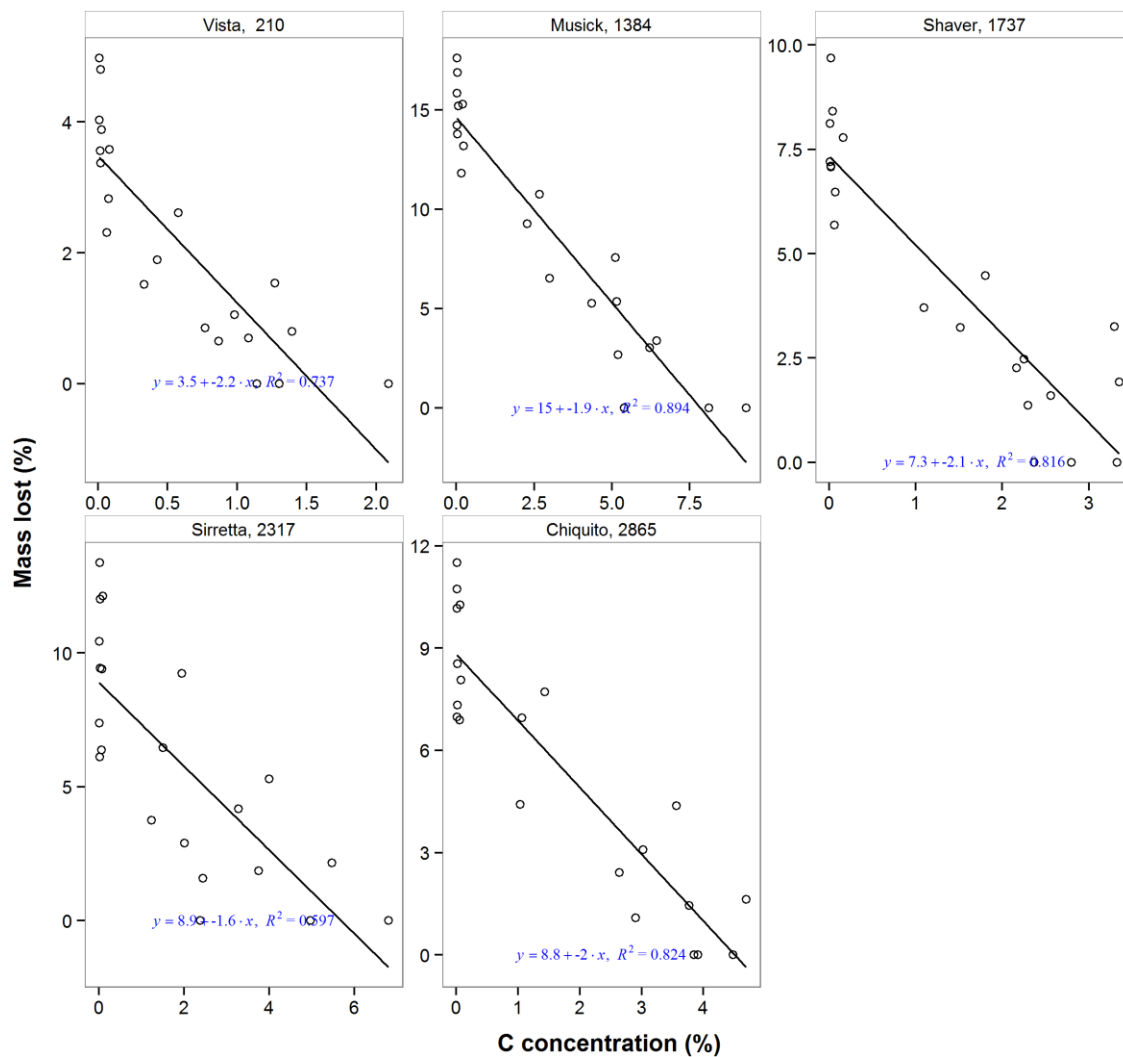 Vista,  210
Musick, 1384
Shaver, 1737
4
2
0
15
10
5
0
10.0
7.5
5.0
2.5
0.0
y = 3.5 + -2.2 · x,  R² = 0.737
y = 15 + -1.9 · x,  R² = 0.894
y = 7.3 + -2.1 · x,  R² = 0.816
0.0 0.5 1.0 1.5 2.0
0.0 2.5 5.0 7.5
0 1 2 3
Mass lost (%)
Sirretta, 2317
Chiquito, 2865
10
5
0
12
9
6
3
0
y = 8.9 + -1.6 · x,  R² = 0.597
y = 8.8 + -2 · x,  R² = 0.824
0 2 4 6
0 1 2 3 4
C concentration (%)